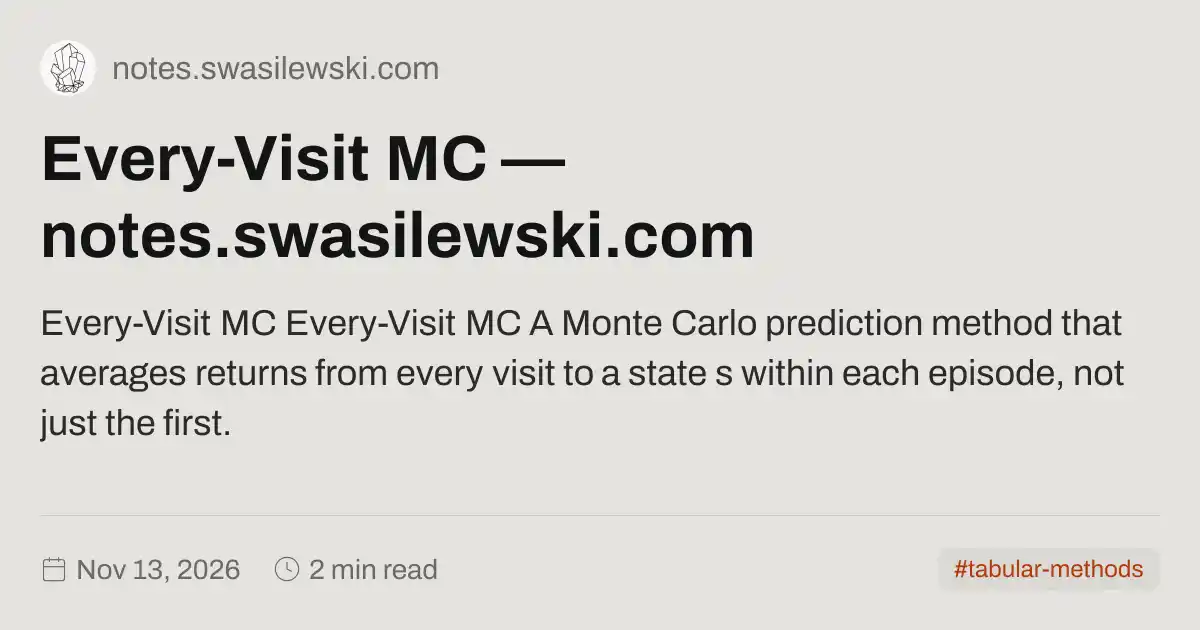 notes.swasilewski.com
Every-Visit MC —
notes.swasilewski.com
Every-Visit MC Every-Visit MC A Monte Carlo prediction method that
averages returns from every visit to a state s within each episode, not
just the first.
Nov 13, 2026
2 min read
#tabular-methods